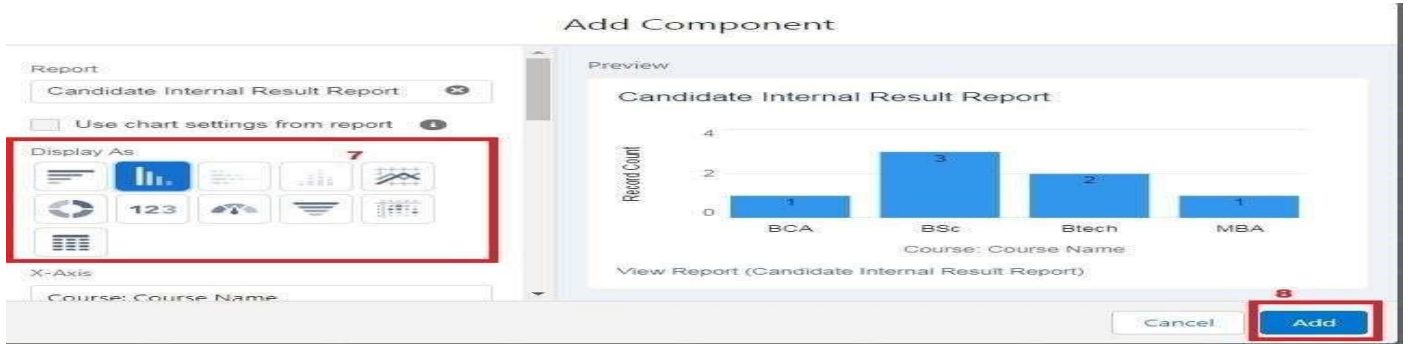 Add Component
Report
Candidate Internal Result Report
Use chart settings from report
Display As
7
123
X-Axis
Course: Course Name
Preview
Candidate Internal Result Report
Record Count
4
2
0
1
3
2
1
BCA BSc Btech MBA
Course: Course Name
View Report (Candidate Internal Result Report)
8
Cancel Add